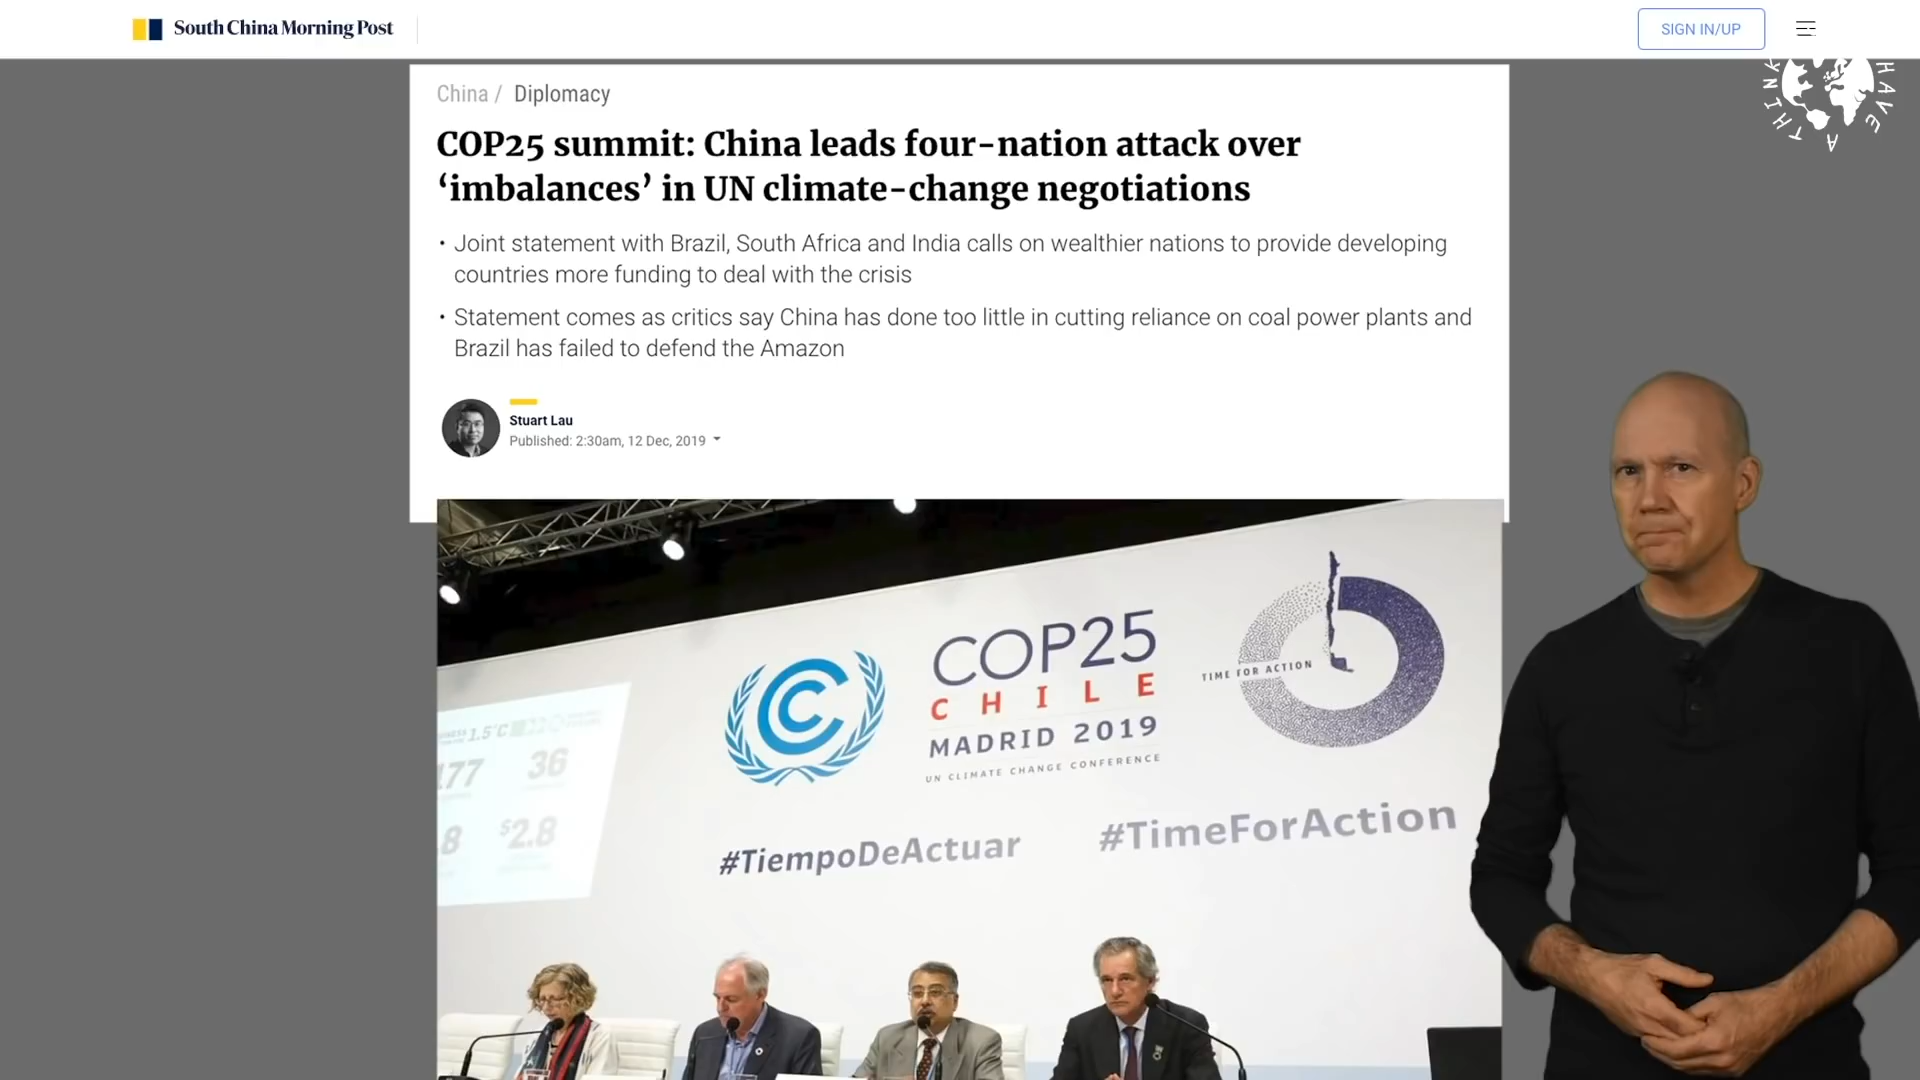 South China Morning Post
SIGN IN/UP
HAVE A THINK
China / Diplomacy
COP25 summit: China leads four-nation attack over
‘imbalances’ in UN climate-change negotiations
• Joint statement with Brazil, South Africa and India calls on wealthier nations to provide developing
countries more funding to deal with the crisis
• Statement comes as critics say China has done too little in cutting reliance on coal power plants and
Brazil has failed to defend the Amazon
Stuart Lau
Published: 2:30am, 12 Dec, 2019
COP25
CHILE
MADRID 2019
UN CLIMATE CHANGE CONFERENCE
TIME FOR ACTION
1.5°C
177
36
8
$2.8
#TiempoDeActuar
#TimeForAction